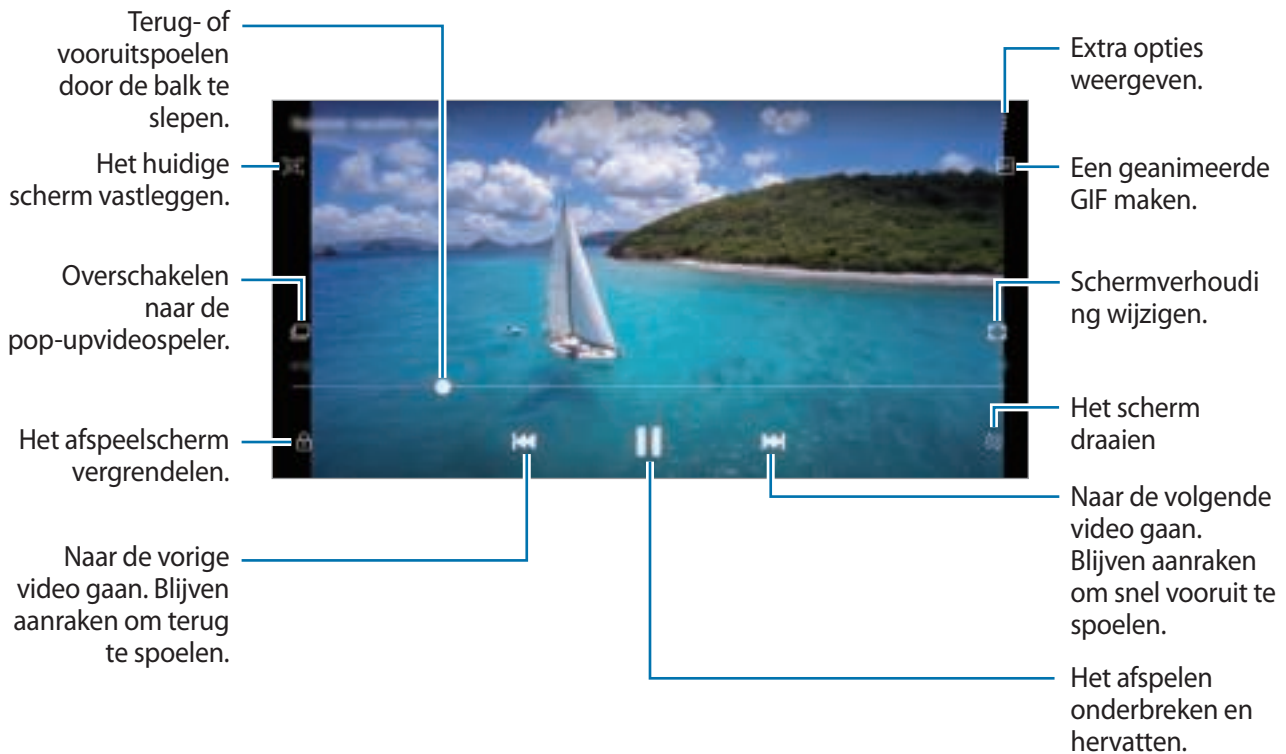 Terug- of
vooruitspoelen
door de balk te
slepen.
Het huidige
scherm vastleggen.
Overschakelen
naar de
pop-upvideospeler.
Het afspeelscherm
vergrendelen.
Naar de vorige
video gaan. Blijven
aanraken om terug
te spoelen.
Extra opties
weergeven.
Een geanimeerde
GIF maken.
Schermverhoudi
ng wijzigen.
Het scherm
draaien
Naar de volgende
video gaan.
Blijven aanraken
om snel vooruit te
spoelen.
Het afspelen
onderbreken en
hervatten.